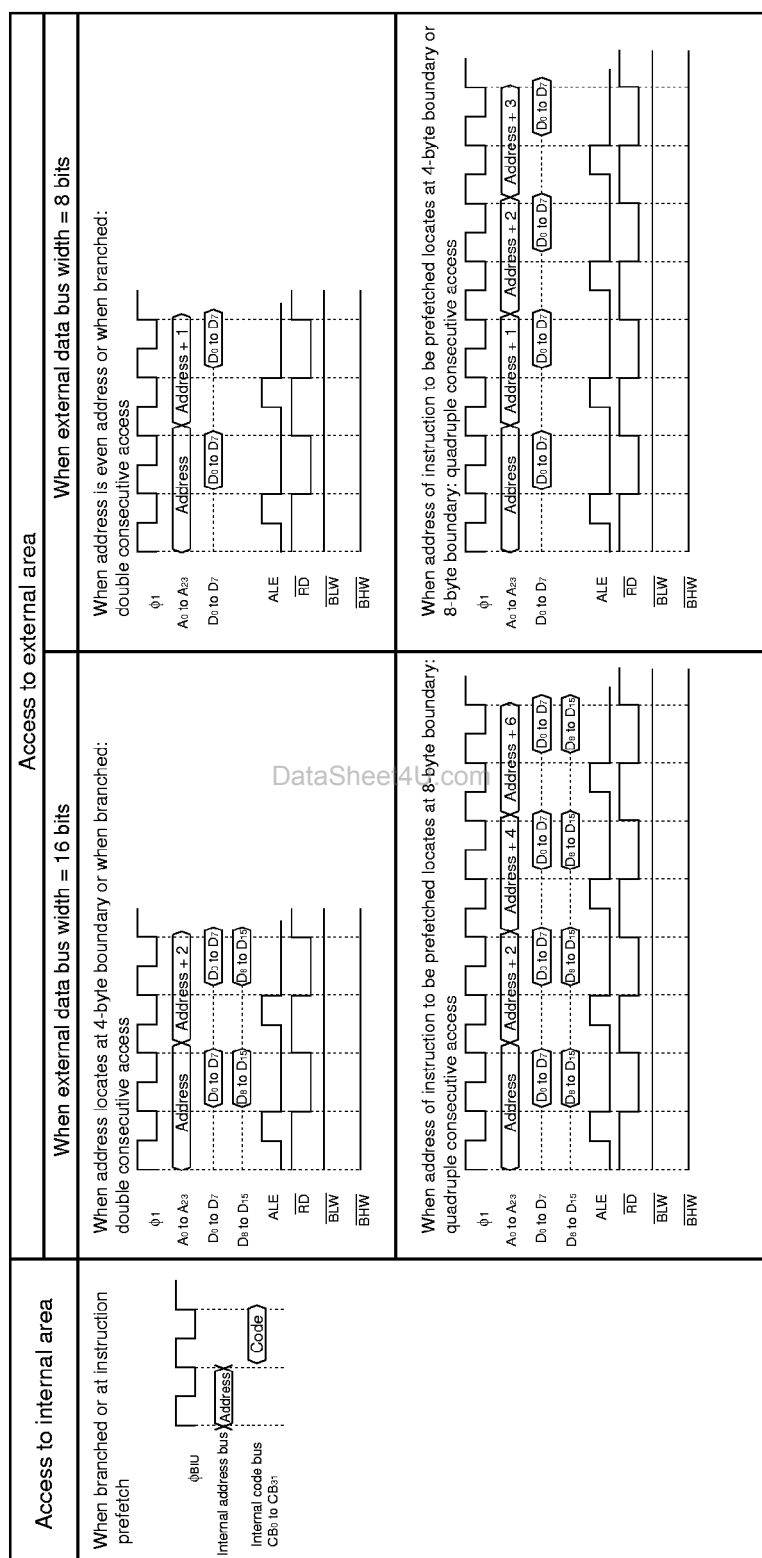 Access to internal area
Access to external area
When external data bus width = 16 bits
When external data bus width = 8 bits
When branched or at instruction
prefetch
φBIU
Internal address bus
Address
Internal code bus
CB0 to CB31
Code
When address locates at 4-byte boundary or when branched:
double consecutive access
φ1
A0 to A23
Address
Address + 2
D0 to D7
D0 to D7
D0 to D7
D8 to D15
D8 to D15
D8 to D15
ALE
RD
BLW
BHW
When address is even address or when branched:
double consecutive access
φ1
A0 to A23
Address
Address + 1
D0 to D7
D0 to D7
D0 to D7
ALE
RD
BLW
BHW
When address of instruction to be prefetched locates at 8-byte boundary:
quadruple consecutive access
φ1
A0 to A23
Address
Address + 2
Address + 4
Address + 6
D0 to D7
D0 to D7
D0 to D7
D0 to D7
D0 to D7
D8 to D15
D8 to D15
D8 to D15
D8 to D15
D8 to D15
ALE
RD
BLW
BHW
When address of instruction to be prefetched locates at 4-byte boundary or
8-byte boundary: quadruple consecutive access
φ1
A0 to A23
Address
Address + 1
Address + 2
Address + 3
D0 to D7
D0 to D7
D0 to D7
D0 to D7
D0 to D7
ALE
RD
BLW
BHW
DataSheet4U.com